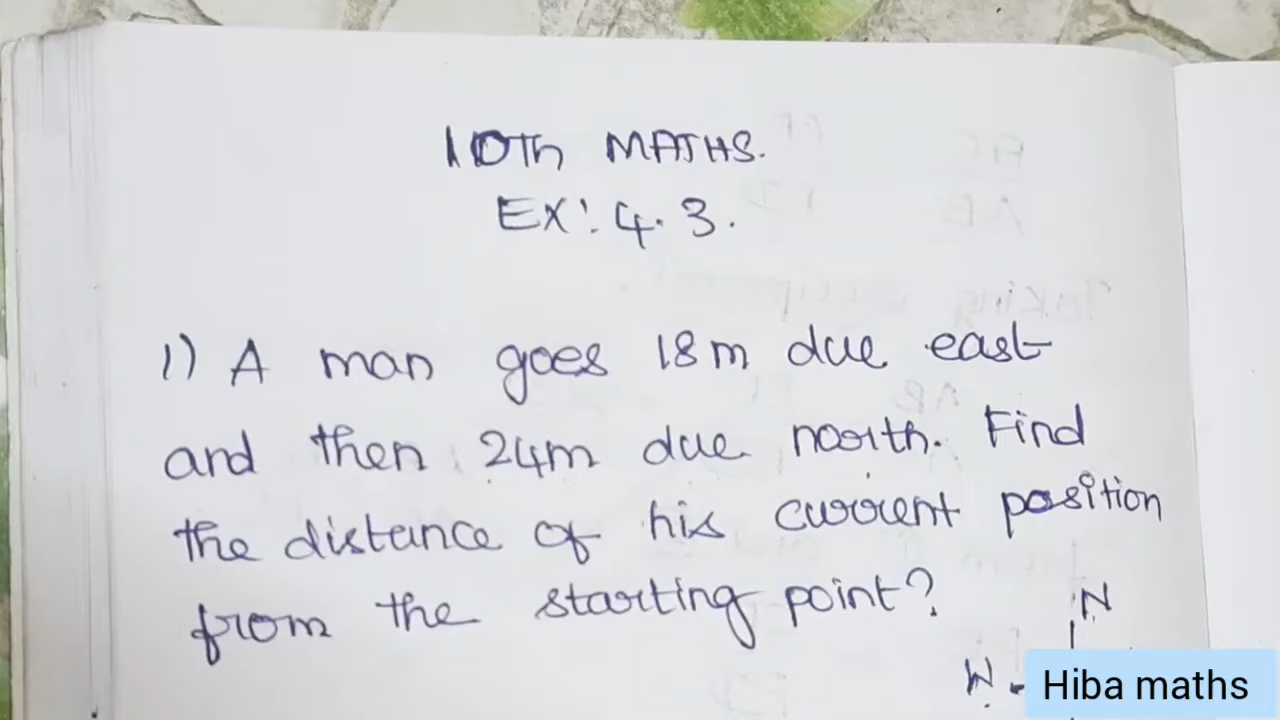 10Th MATHS.
EX: 4.3.
1) A man goes 18m due east
and then 24m due north. Find
the distance of his current position
from the starting point?
N
W
Hiba maths